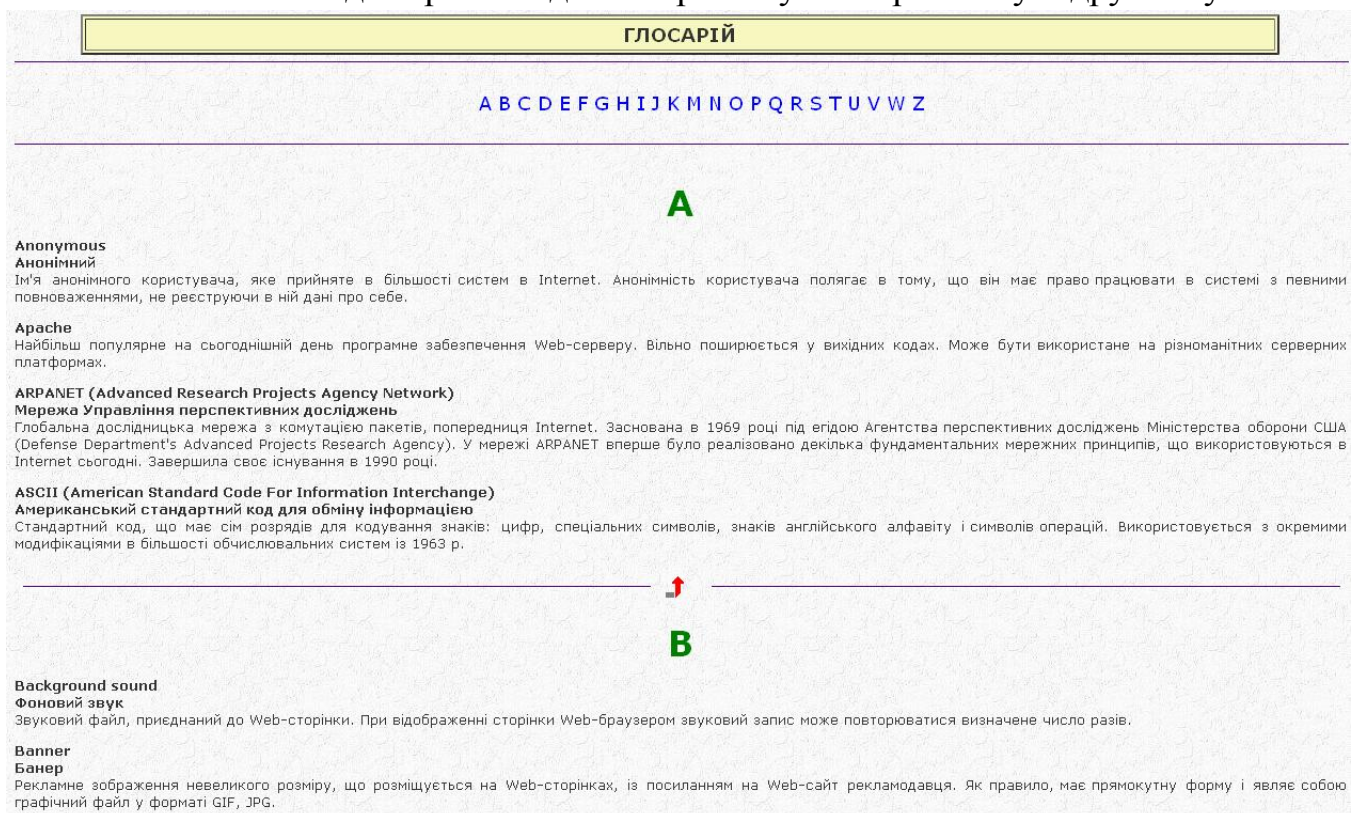 ГЛОСАРІЙ
A B C D E F G H I J K M N O P Q R S T U V W Z
A
Anonymous
Анонімний
Ім'я анонімного користувача, яке прийняте в більшості систем в Internet. Анонімність користувача полягає в тому, що він має право працювати в системі з певними
повноваженнями, не реєструючи в ній дані про себе.
Apache
Найбільш популярне на сьогоднішній день програмне забезпечення Web-серверу. Вільно поширюється у вихідних кодах. Може бути використане на різноманітних серверних
платформах.
ARPANET (Advanced Research Projects Agency Network)
Мережа Управління перспективних досліджень
Глобальна дослідницька мережа з комутацією пакетів, попередниця Internet. Заснована в 1969 році під егідою Агентства перспективних досліджень Міністерства оборони США
(Defense Department's Advanced Projects Research Agency). У мережі ARPANET вперше було реалізовано декілька фундаментальних мережних принципів, що використовуються в
Internet сьогодні. Завершила своє існування в 1990 році.
ASCII (American Standard Code For Information Interchange)
Американський стандартний код для обміну інформацією
Стандартний код, що має сім розрядів для кодування знаків: цифр, спеціальних символів, знаків англійського алфавіту і символів операцій. Використовується з окремими
модифікаціями в більшості обчислювальних систем із 1963 р.
B
Background sound
Фоновий звук
Звуковий файл, приєднаний до Web-сторінки. При відображенні сторінки Web-браузером звуковий запис може повторюватися визначене число разів.
Banner
Банер
Рекламне зображення невеликого розміру, що розміщується на Web-сторінках, із посиланням на Web-сайт рекламодавця. Як правило, має прямокутну форму і являє собою
графічний файл у форматі GIF, JPG.